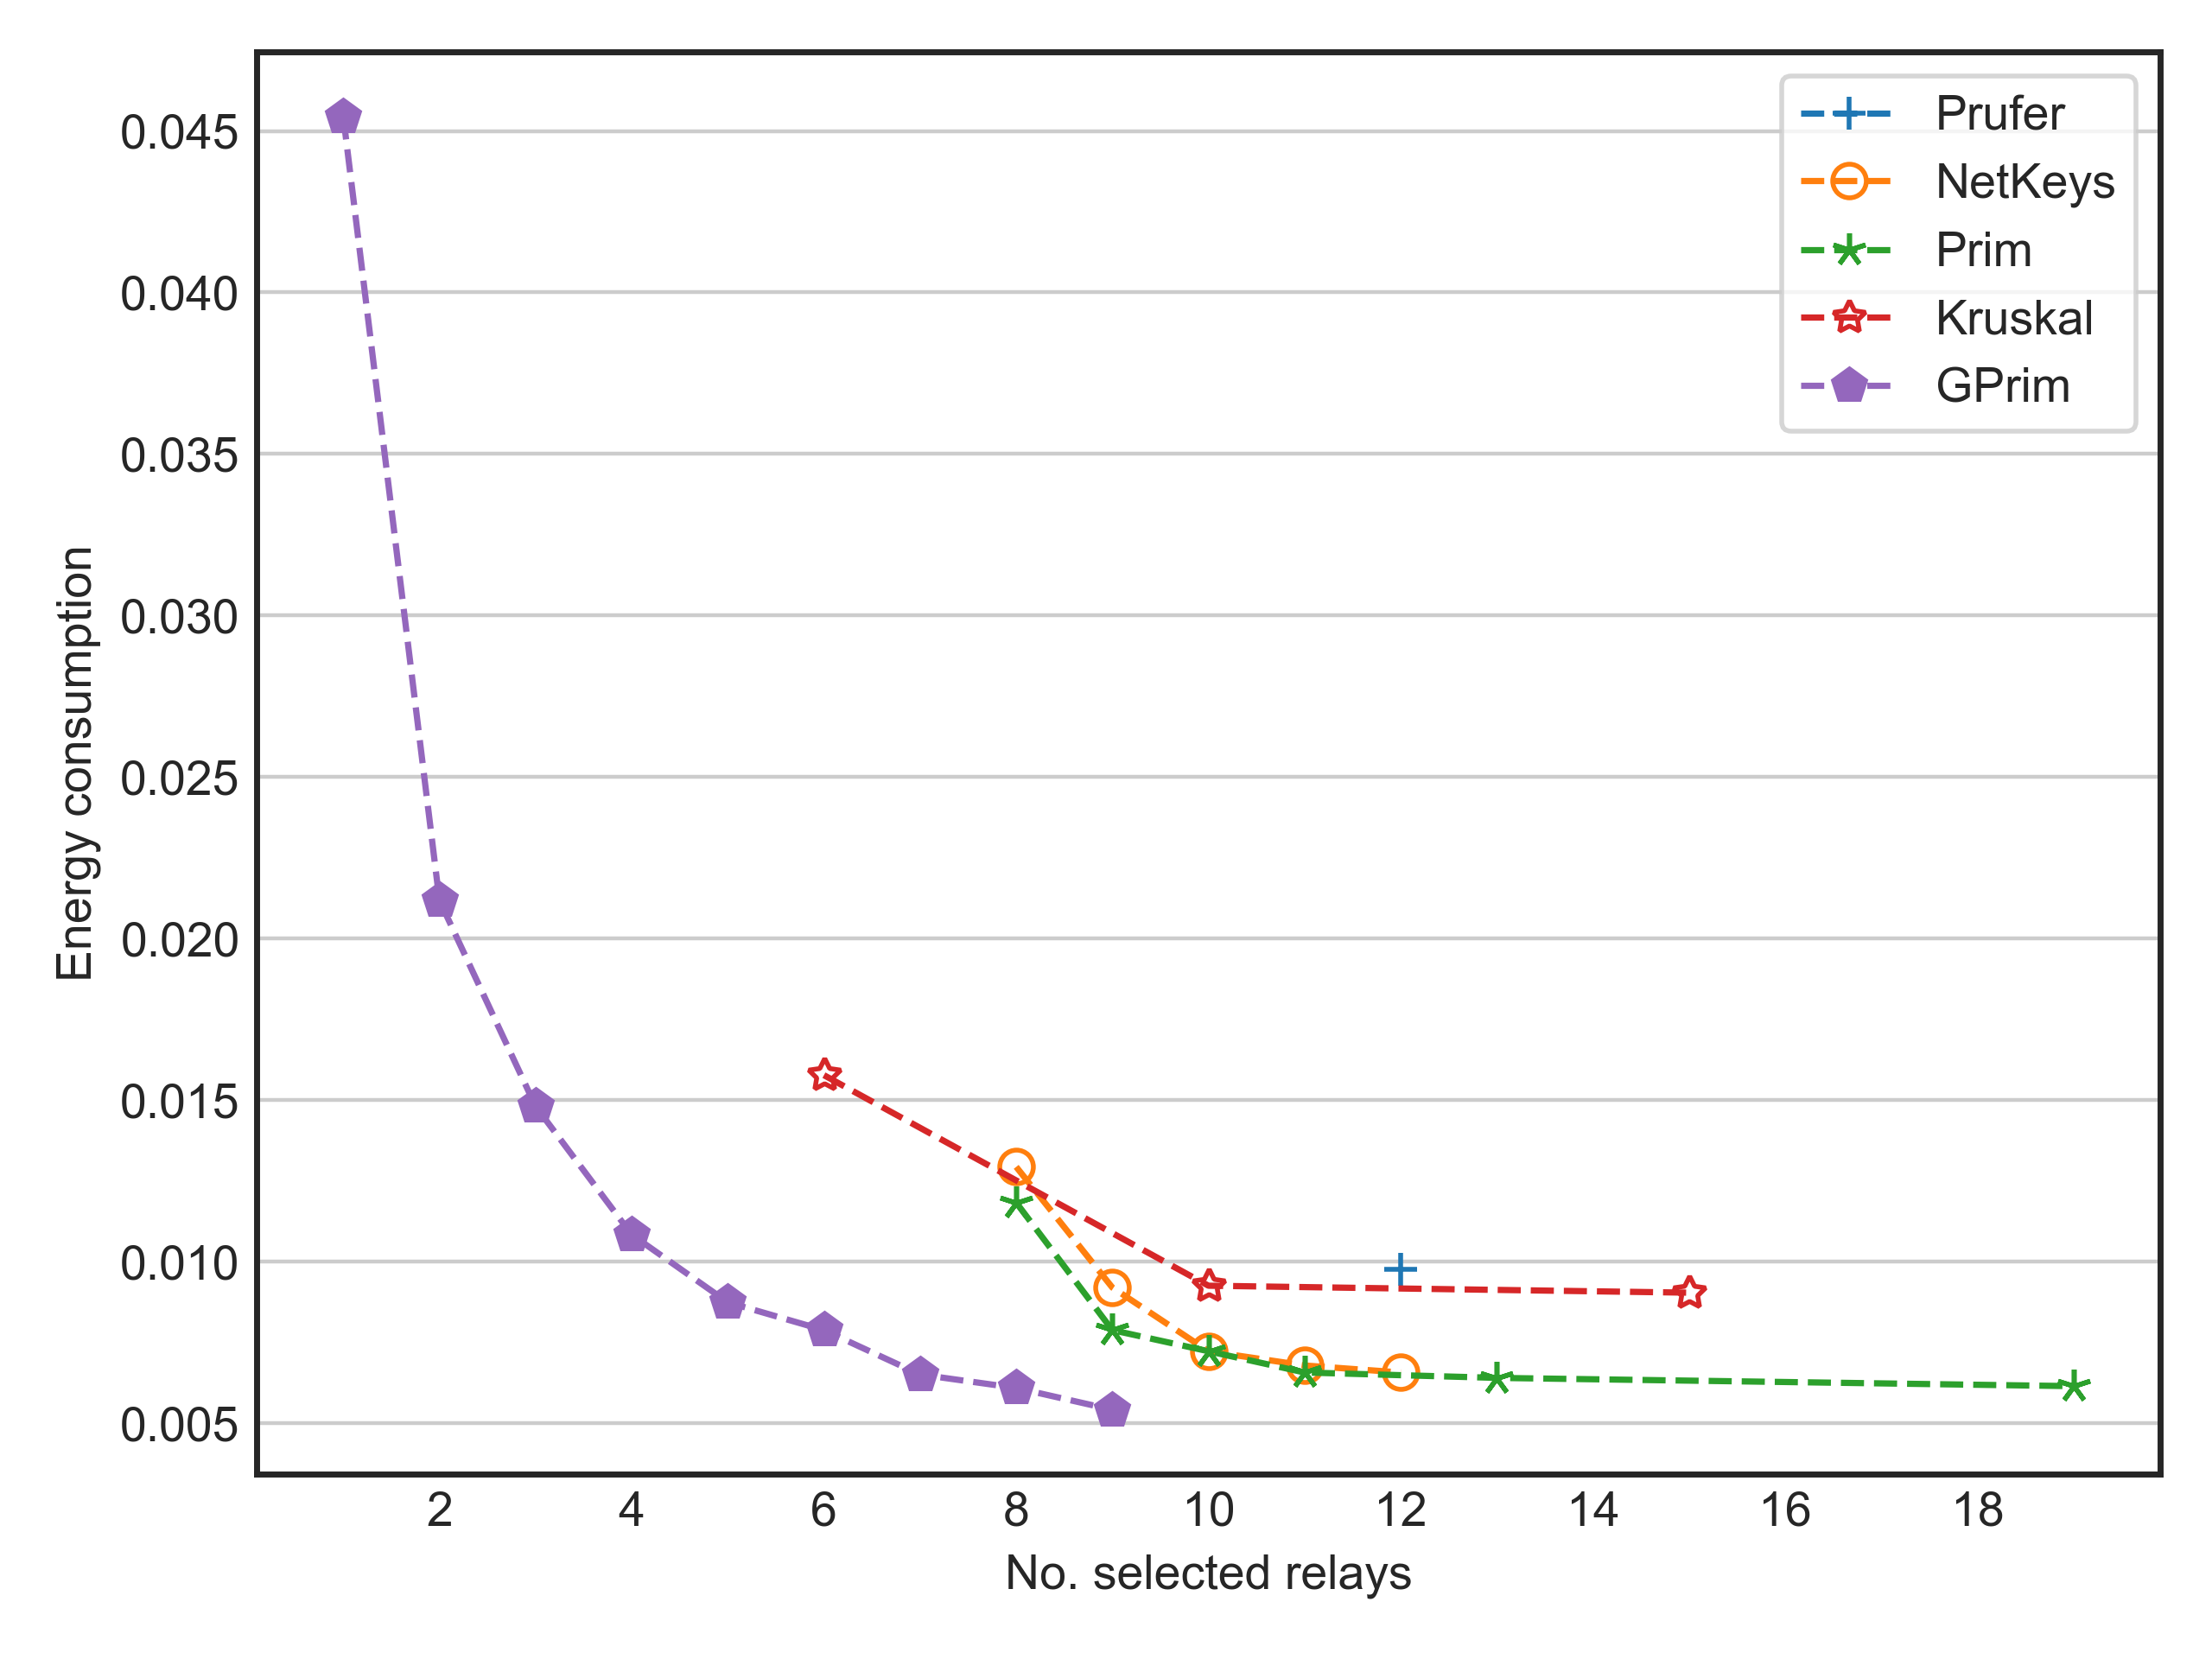 0.045
0.040
0.035
0.030
0.025
0.020
0.015
0.010
0.005
Energy consumption
2 4 6 8 10 12 14 16 18
No. selected relays
Prufer
NetKeys
Prim
Kruskal
GPrim